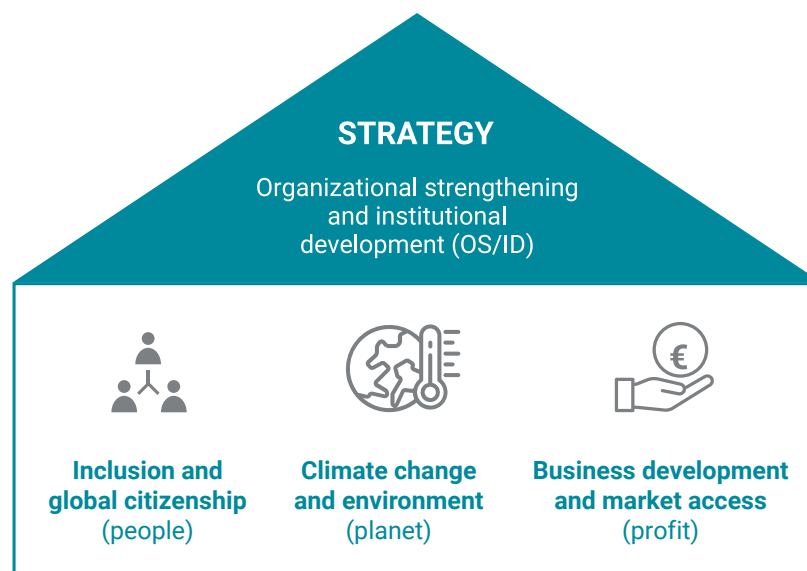 STRATEGY
Organizational strengthening
and institutional
development (OS/ID)
€
Inclusion and
global citizenship
(people)
Climate change
and environment
(planet)
Business development
and market access
(profit)